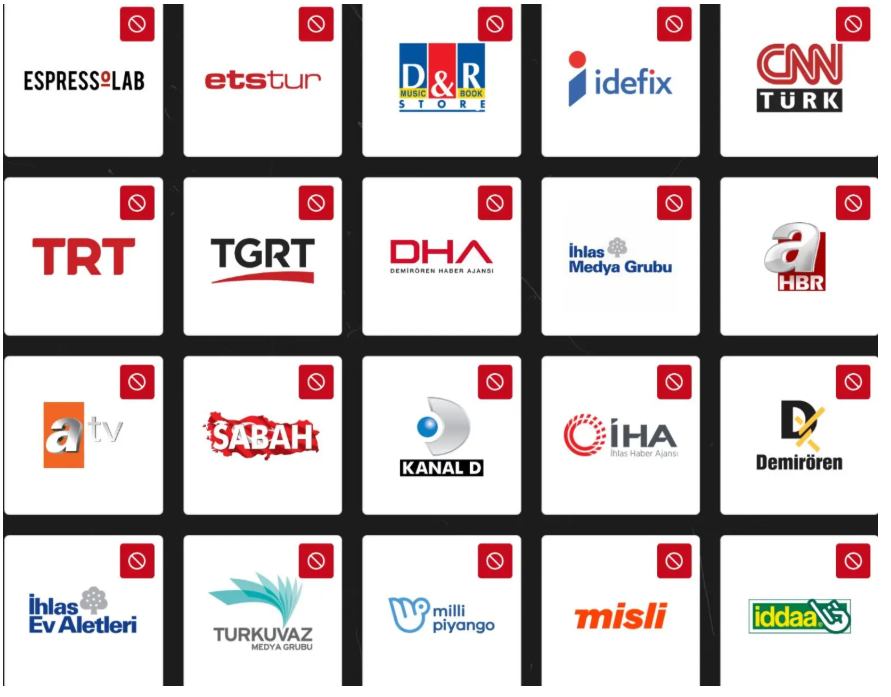 ESPRESSoLAB
etstur
D&R
MUSIC BOOK
STORE
idefix
CNN
TÜRK
TRT
TGRT
DHA
DEMİRÖREN HABER AJANSI
İhlas
Medya Grubu
a
HBR
atv
SABAH
KANAL D
İHA
İhlas Haber Ajansı
D
Demirören
İhlas
Ev Aletleri
TURKUVAZ
MEDYA GRUBU
milli
piyango
misli
iddaa